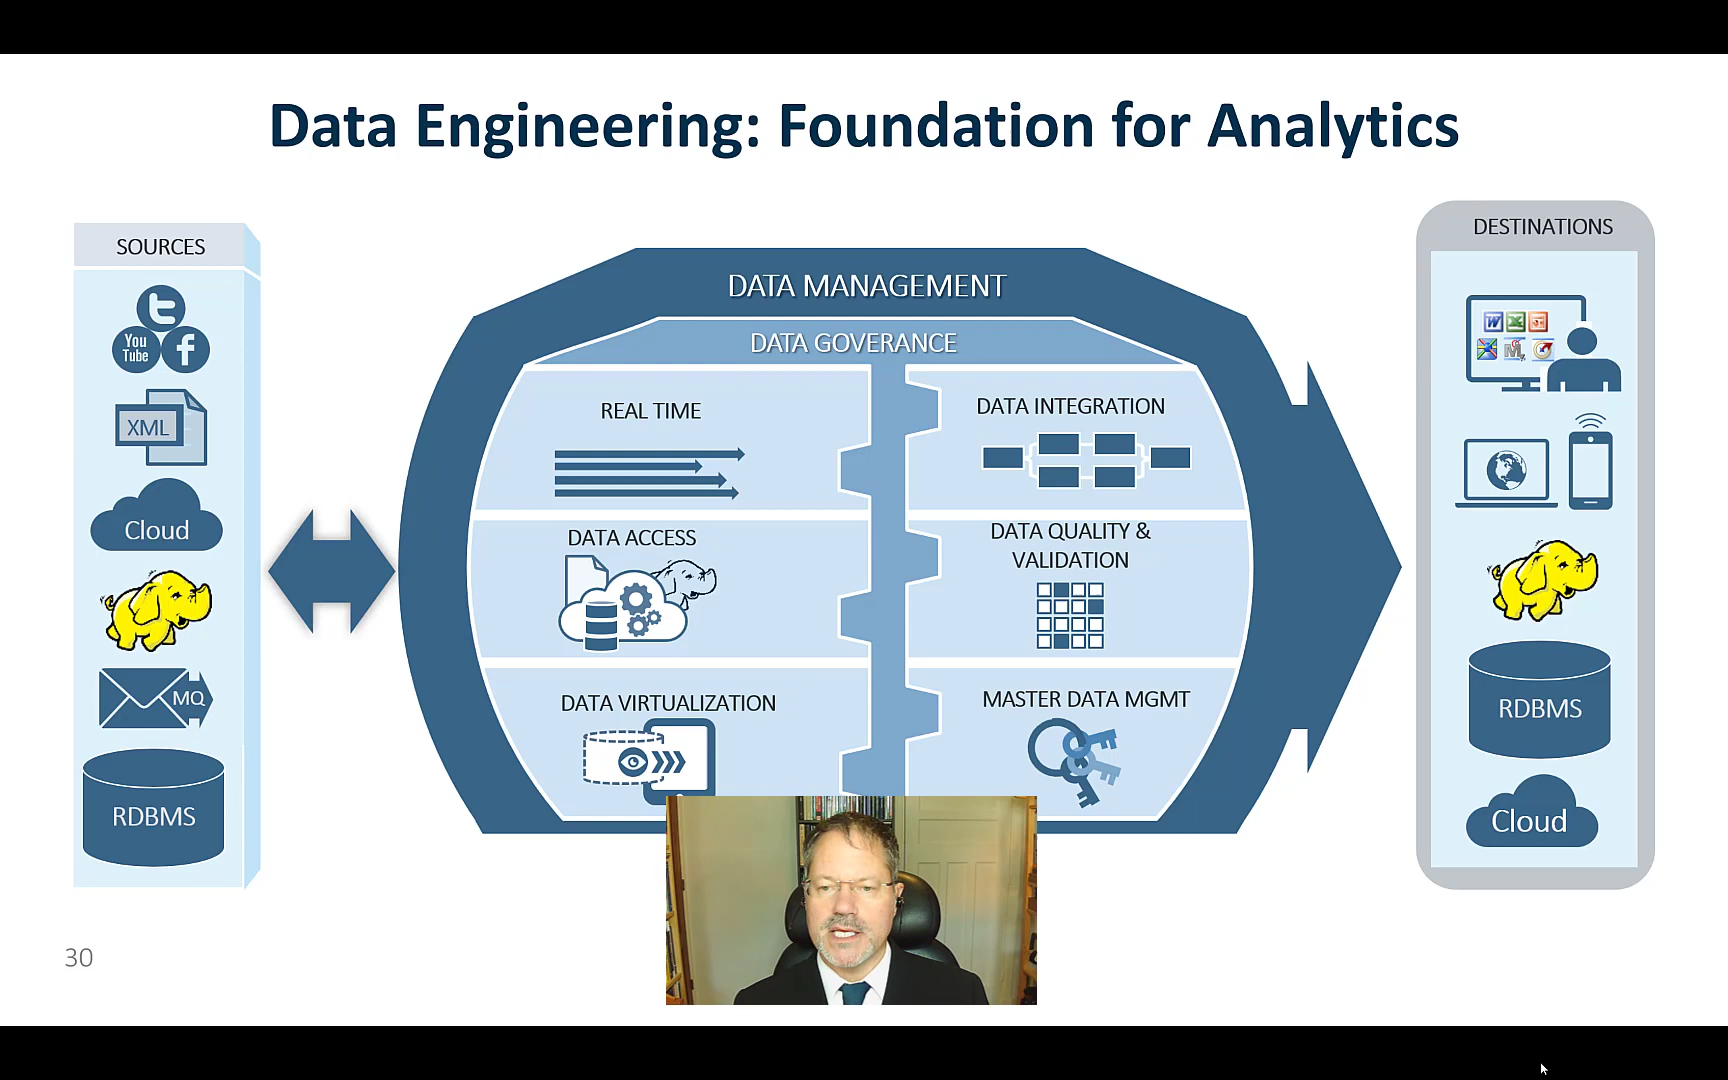 Data Engineering: Foundation for Analytics
SOURCES
You
Tube
f
XML
Cloud
MQ
RDBMS
DATA MANAGEMENT
DATA GOVERANCE
REAL TIME
DATA INTEGRATION
DATA ACCESS
DATA QUALITY &
VALIDATION
DATA VIRTUALIZATION
MASTER DATA MGMT
DESTINATIONS
RDBMS
Cloud
30